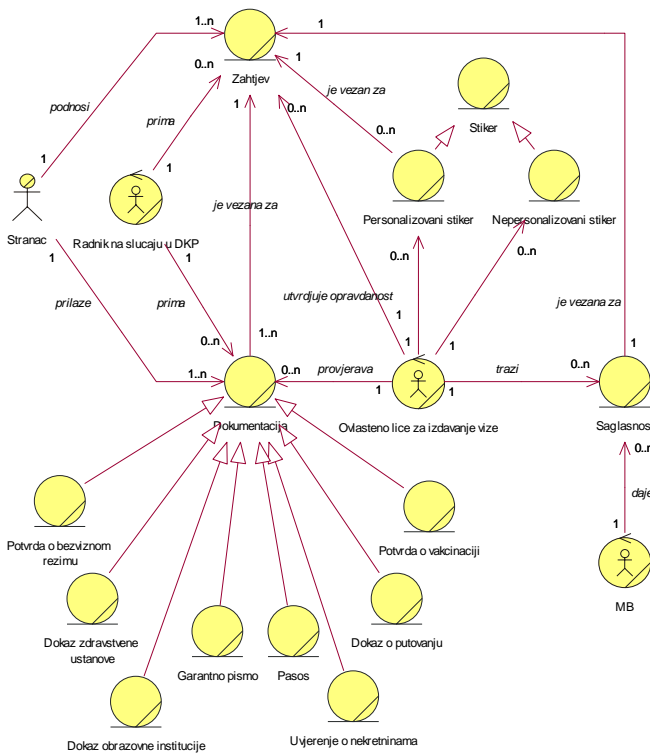 1..n
1
Zahtjev
0..n
1
1
0..n
je vezan za
podnosi
prima
0..n
Stiker
1
1
Personalizovani stiker
Nepersonalizovani stiker
Stranac
Radnik na slucaju u DKP
je vezana za
1
1
0..n
0..n
prilaze
prima
utvrdjuje opravdanost
je vezana za
1
1..n
1
1
1
0..n
1..n
0..n
provjerava
1
1
trazi
0..n
Dokumentacija
Ovlasteno lice za izdavanje vize
Saglasnost
0..n
daje
1
Potvrda o bezviznom
rezimu
Potvrda o vakcinaciji
MB
Dokaz zdravstvene
ustanove
Garantno pismo
Pasos
Dokaz o putovanju
Dokaz obrazovne institucije
Uvjerenje o nekretninama